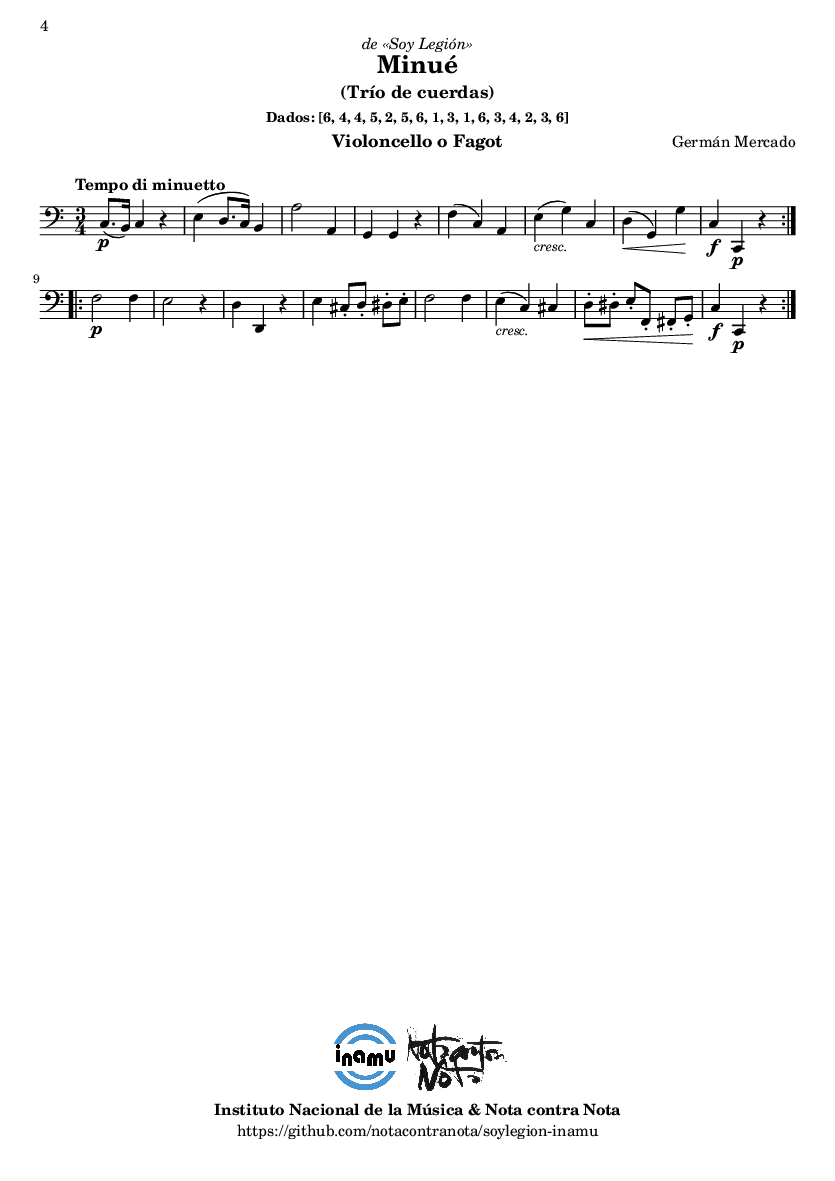 4
de «Soy Legión»
Minué
(Trío de cuerdas)
Dados: [6, 4, 4, 5, 2, 5, 6, 1, 3, 1, 6, 3, 4, 2, 3, 6]
Violoncello o Fagot
Germán Mercado
Tempo di minuetto
3
4
p
cresc.
f
p
9
p
cresc.
f
p
inamu
Nota contra
Nota
Instituto Nacional de la Música & Nota contra Nota
https://github.com/notacontranota/soylegion-inamu